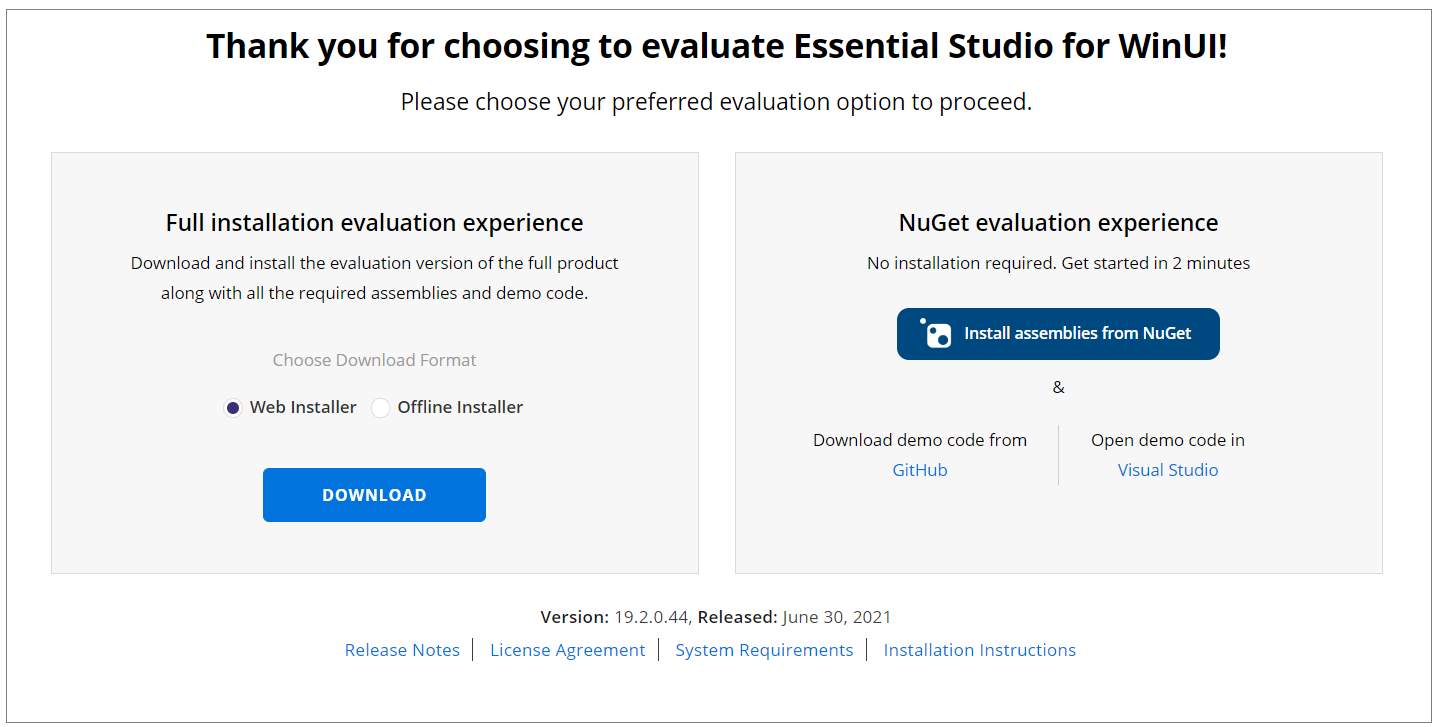 Thank you for choosing to evaluate Essential Studio for WinUI!
Please choose your preferred evaluation option to proceed.
Full installation evaluation experience
Download and install the evaluation version of the full product
along with all the required assemblies and demo code.
Choose Download Format
Web Installer Offline Installer
DOWNLOAD
NuGet evaluation experience
No installation required. Get started in 2 minutes
Install assemblies from NuGet
&
Download demo code from
GitHub
Open demo code in
Visual Studio
Version: 19.2.0.44, Released: June 30, 2021
Release Notes License Agreement System Requirements Installation Instructions